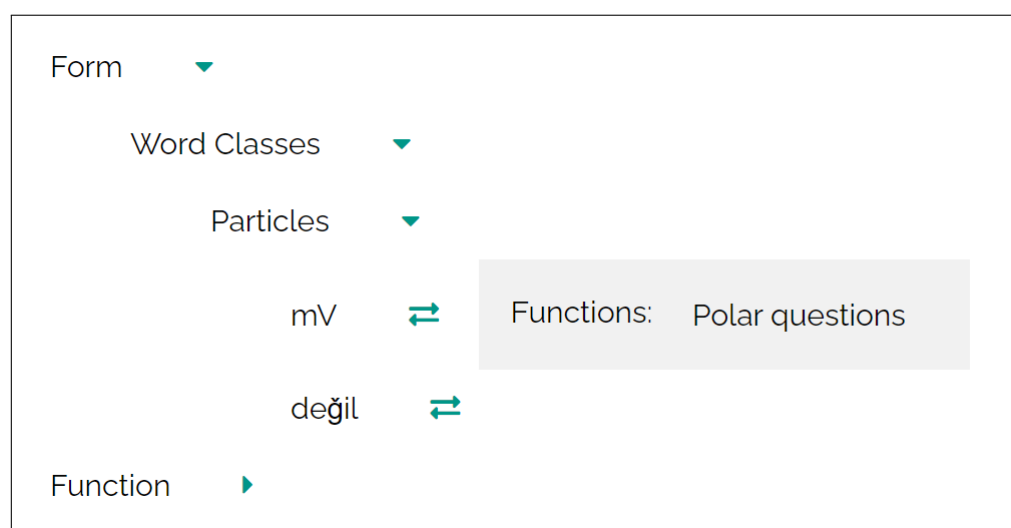 Form
Word Classes
Particles
mV Functions: Polar questions
değil
Function